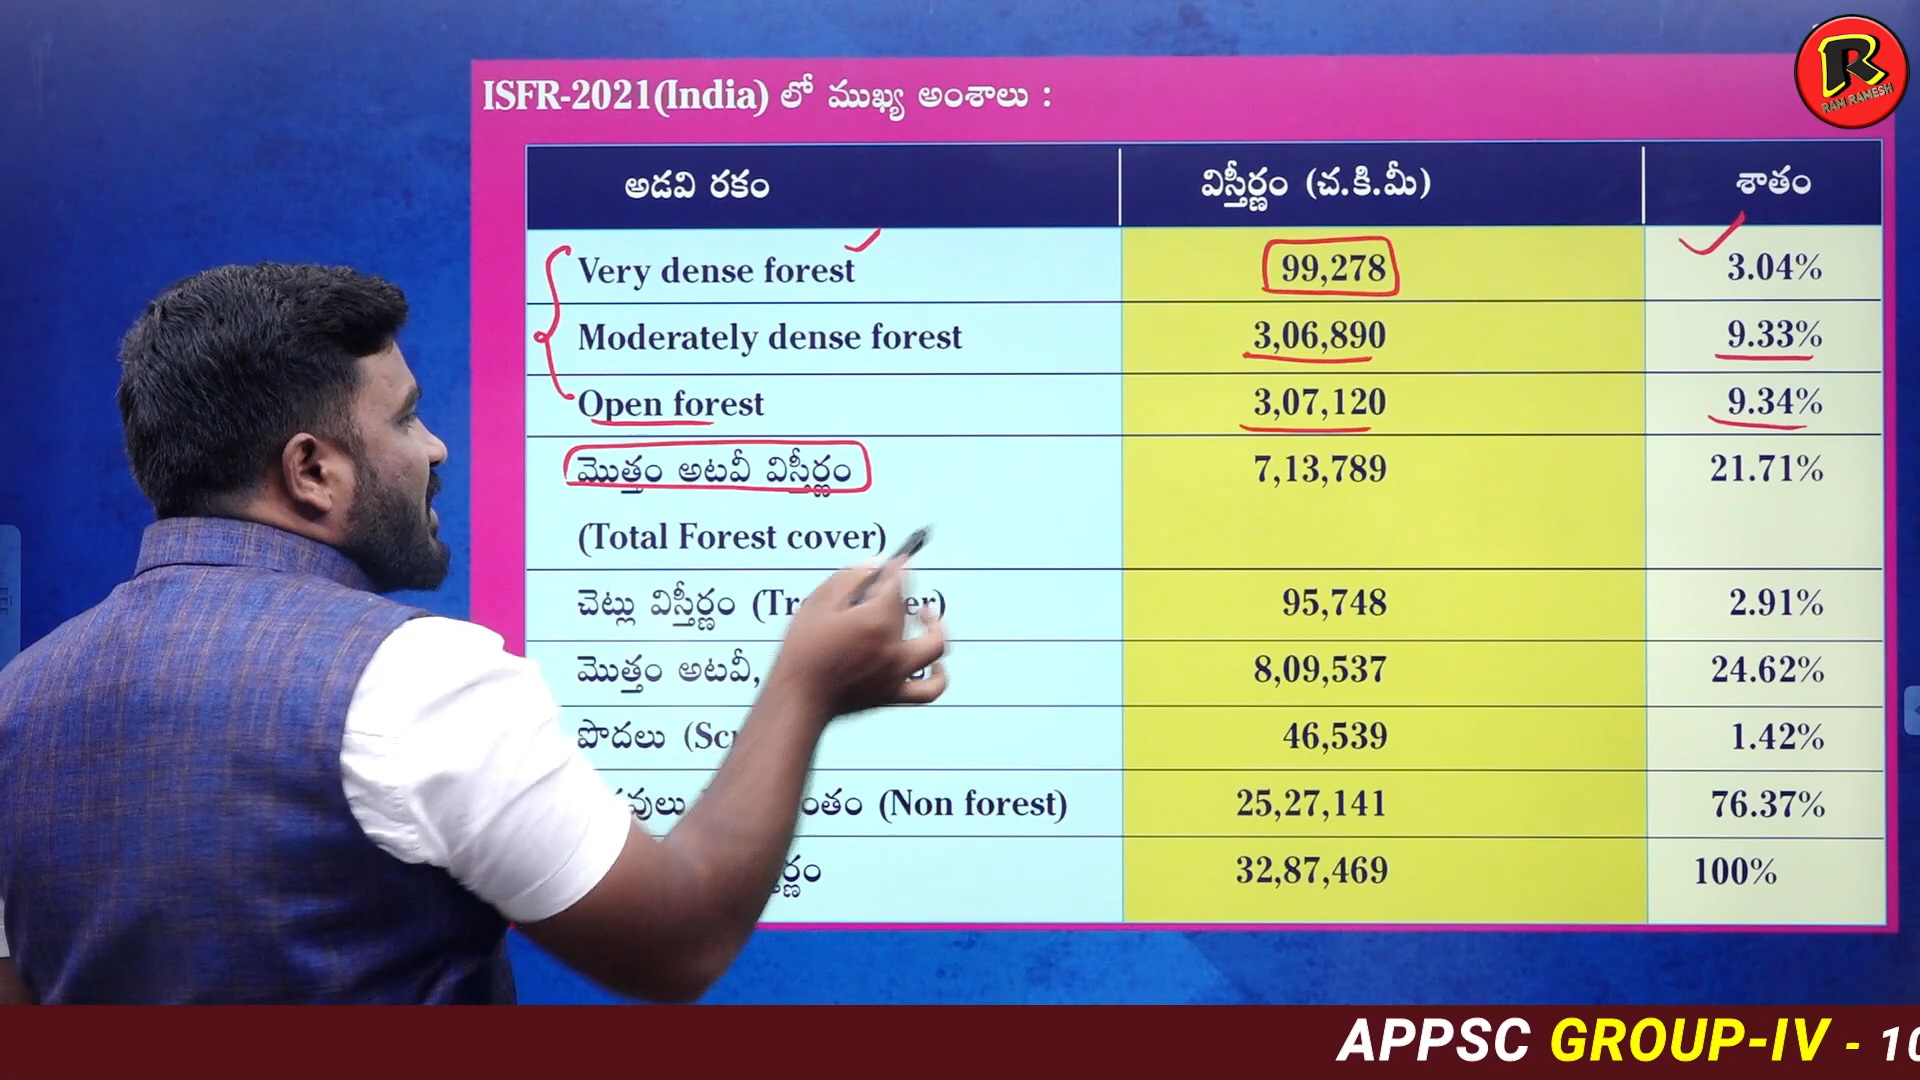 R
RAM RAMESH
ISFR-2021(India) లో ముఖ్య అంశాలు :
అడవి రకం విస్తీర్ణం (చ.కి.మీ) శాతం
Very dense forest 99,278 3.04%
Moderately dense forest 3,06,890 9.33%
Open forest 3,07,120 9.34%
మొత్తం అటవీ విస్తీర్ణం 7,13,789 21.71%
(Total Forest cover)
చెట్లు విస్తీర్ణం 95,748 2.91%
మొత్తం అటవీ, 8,09,537 24.62%
పొదలు 46,539 1.42%
(Non forest) 25,27,141 76.37%
32,87,469 100%
APPSC GROUP-IV - 10